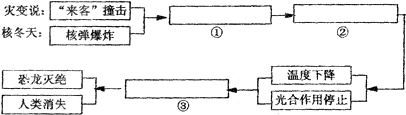 灾变说：“来客”撞击
核冬天：核弹爆炸
① ②
恐龙灭绝 温度下降
人类消失 光合作用停止
③